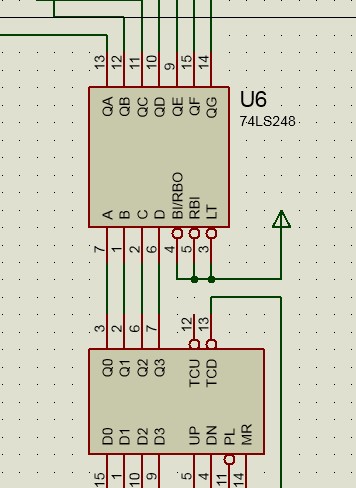 13 12 11 10 9 15 14
QA QB QC QD QE QF QG
U6
74LS248
A B C D BI/RBO RBI LT
7 1 2 6 4 5 3
3 2 6 7 12 13
Q0 Q1 Q2 Q3 TCU TCD
D0 D1 D2 D3 UP DN PL MR
15 1 10 9 5 4 11 14